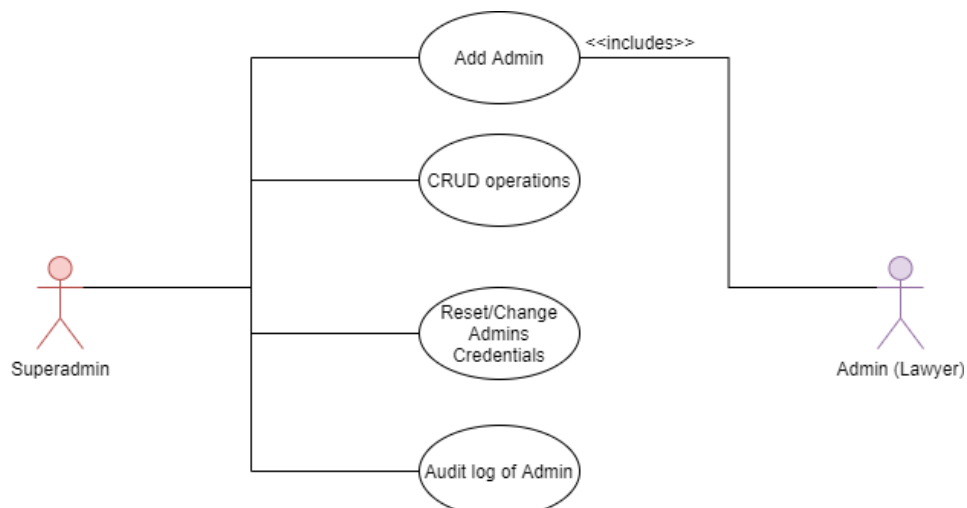 <<includes>>
Add Admin
CRUD operations
Reset/Change
Admins
Credentials
Superadmin
Admin (Lawyer)
Audit log of Admin